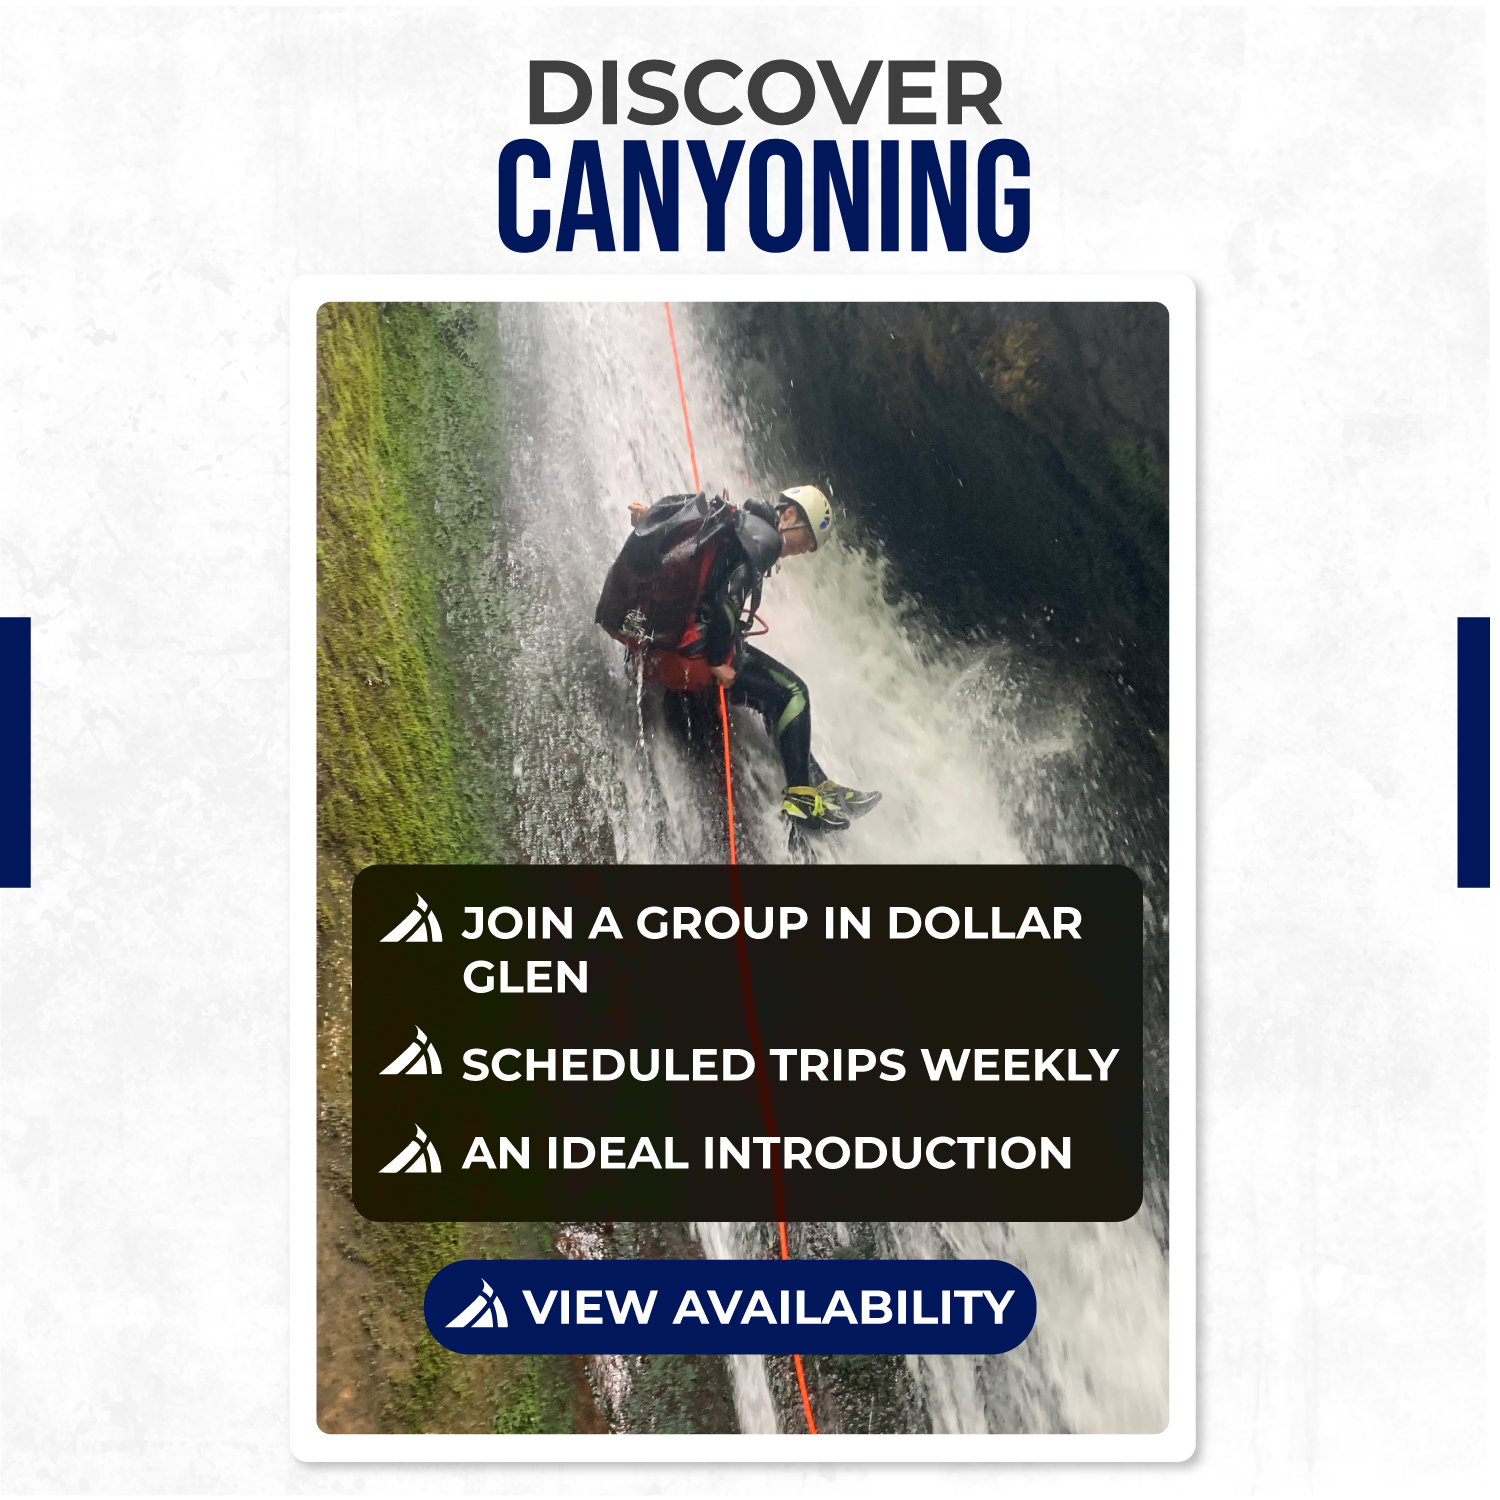 DISCOVER
CANYONING
JOIN A GROUP IN DOLLAR
GLEN
SCHEDULED TRIPS WEEKLY
AN IDEAL INTRODUCTION
VIEW AVAILABILITY